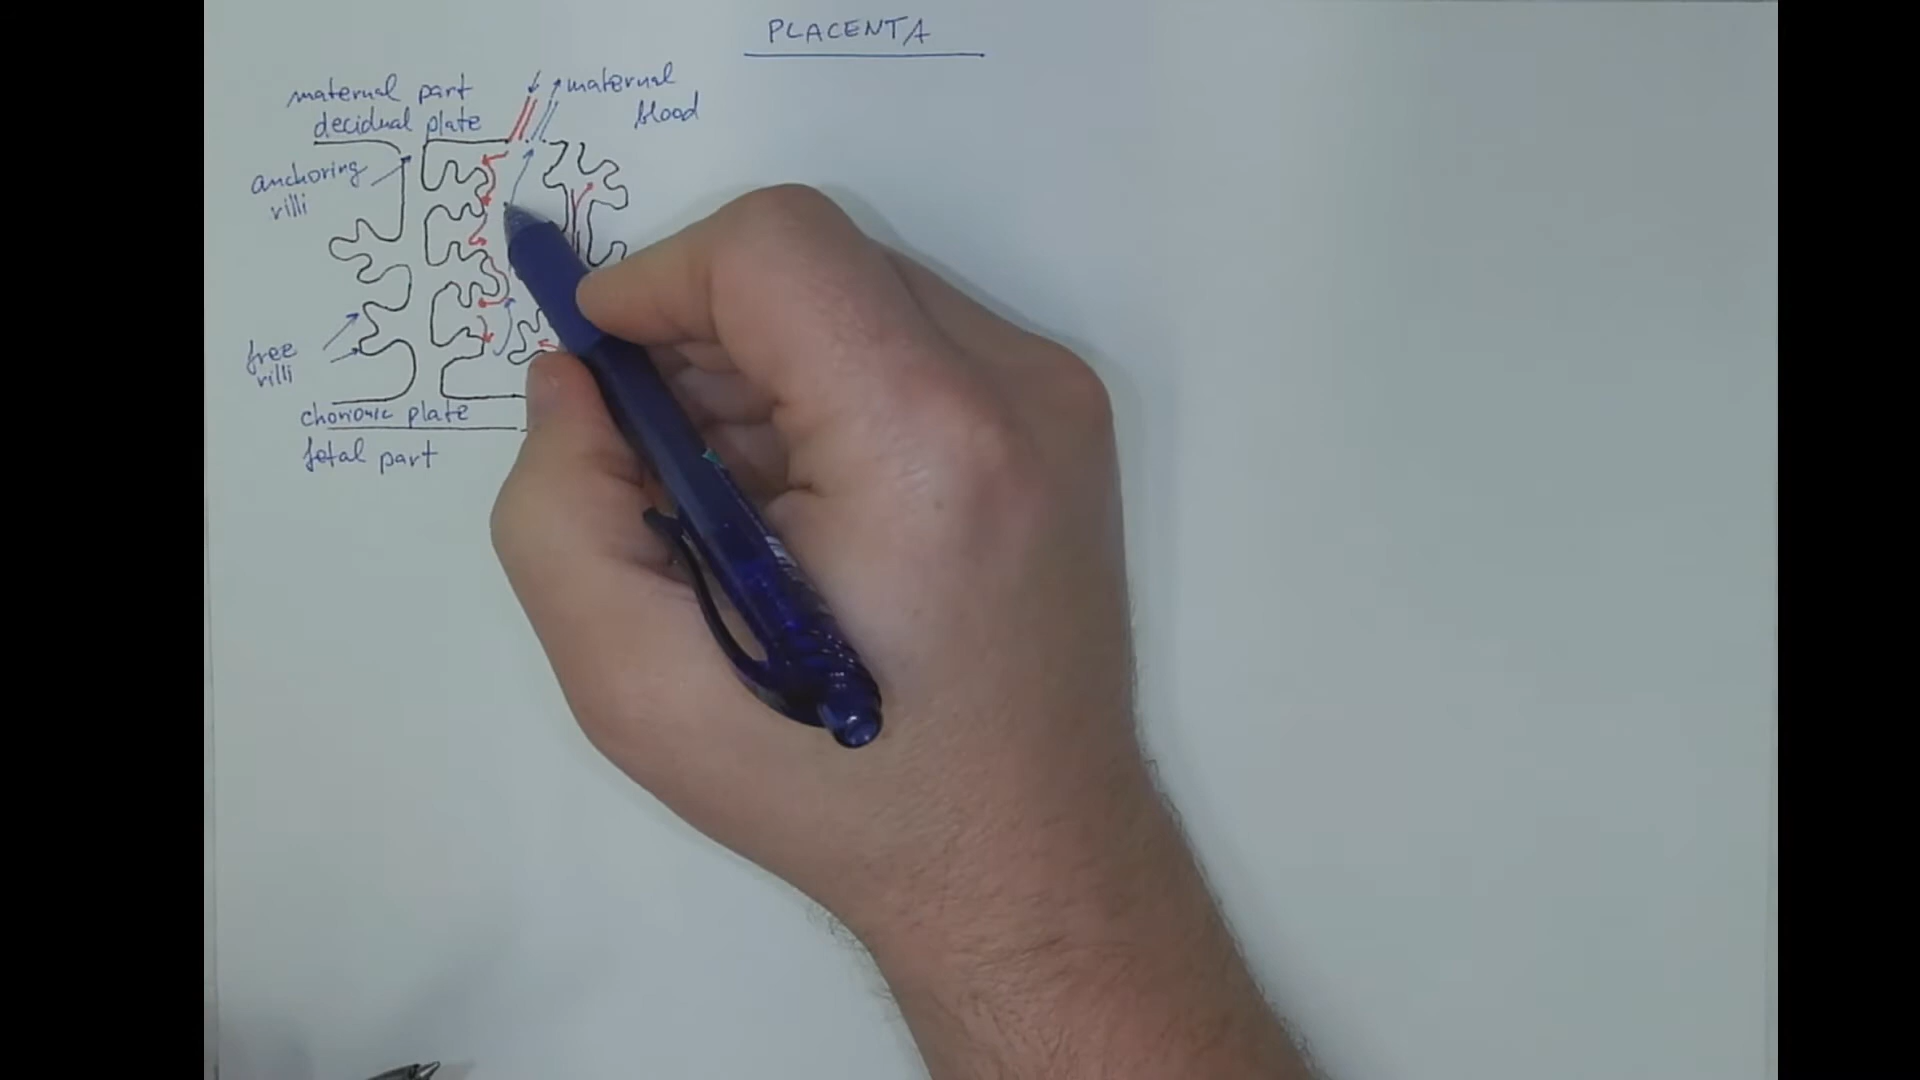 PLACENTA
maternal part
decidual plate
maternal
blood
anchoring
villi
free
villi
chorionic plate
fetal part